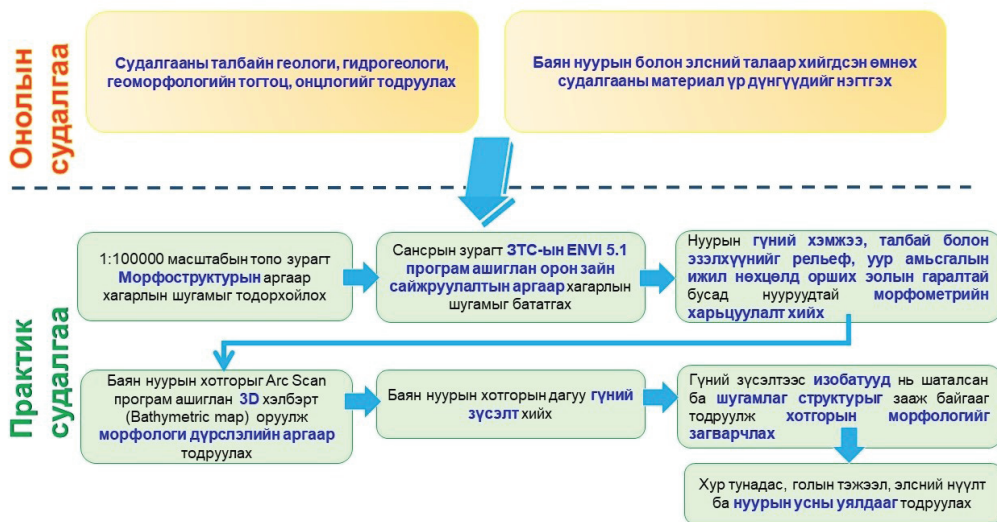 Онолын
судалгаа
Судалгааны талбайн геологи, гидрогеологи,
геоморфологийн тогтоц, онцлогийг тодруулах
Баян нуурын болон элсний талаар хийгдсэн өмнөх
судалгааны материал үр дүнгүүдийг нэгтгэх
Практик
судалгаа
1:100000 масштабын топо зурагт
Морфоструктурын аргаар
хагарлын шугамыг тодорхойлох
Сансрын зурагт ЗТС-ын ENVI 5.1
програм ашиглан орон зайн
сайжруулалтын аргаар хагарлын
шугамыг бататгах
Нуурын гүний хэмжээ, талбай болон
эзэлхүүнийг рельеф, уур амьсгалын
ижил нөхцөлд орших золын гаралтай
бусад нууруудтай морфометрийн
харьцуулалт хийх
Баян нуурын хотгорыг Arc Scan
програм ашиглан 3D хэлбэрт
(Bathymetric map) оруулж
морфологи дүрслэлийн аргаар
тодруулах
Баян нуурын хотгорын дагуу гүний
зүсэлт хийх
Гүний зүсэлтээс изобатууд нь шаталсан
ба шугамлаг структурыг зааж байгааг
тодруулж хотгорын морфологийг
загварчлах
Хур тунадас, голын тэжээл, элсний нүүлт
ба нуурын усны уялдааг тодруулах